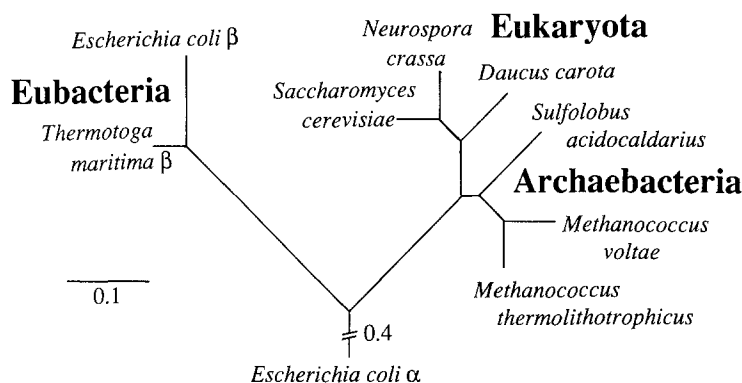 Escherichia coli β
Eubacteria
Thermotoga
maritima β
Neurospora
crassa
Eukaryota
Saccharomyces
cerevisiae
Daucus carota
Sulfolobus
acidocaldarius
Archaebacteria
Methanococcus
voltae
Methanococcus
thermolithotrophicus
0.1
0.4
Escherichia coli α